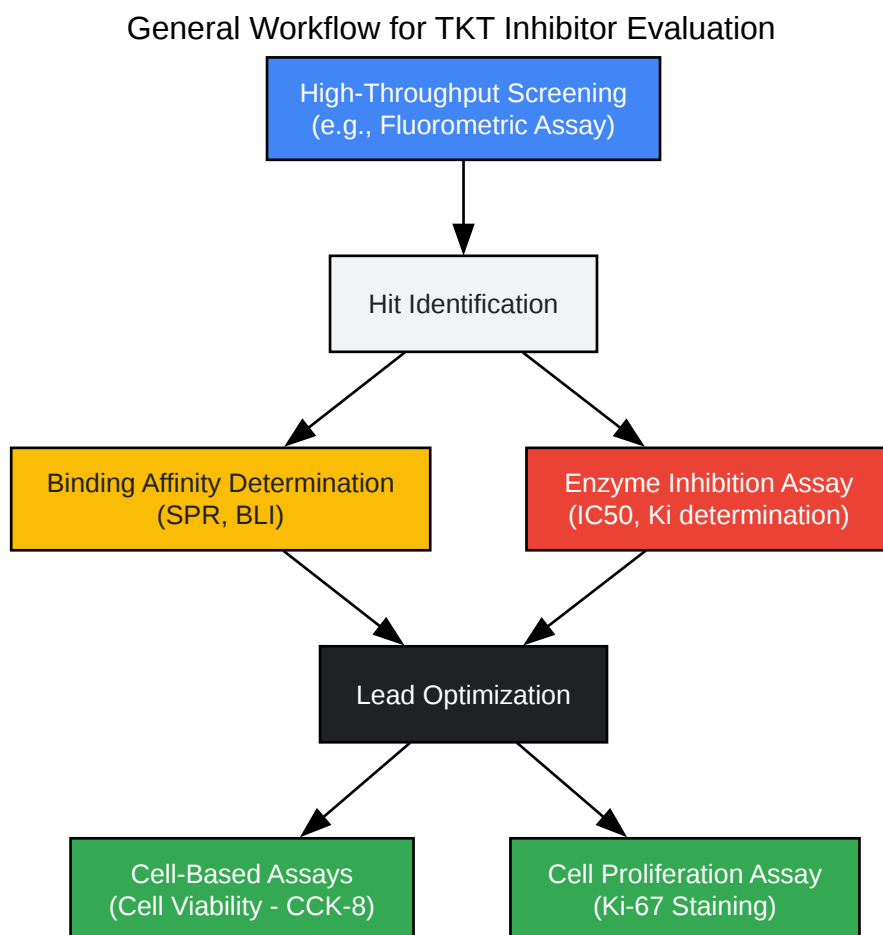 General Workflow for TKT Inhibitor Evaluation
High-Throughput Screening
(e.g., Fluorometric Assay)
Hit Identification
Binding Affinity Determination
(SPR, BLI)
Enzyme Inhibition Assay
(IC50, Ki determination)
Lead Optimization
Cell-Based Assays
(Cell Viability - CCK-8)
Cell Proliferation Assay
(Ki-67 Staining)